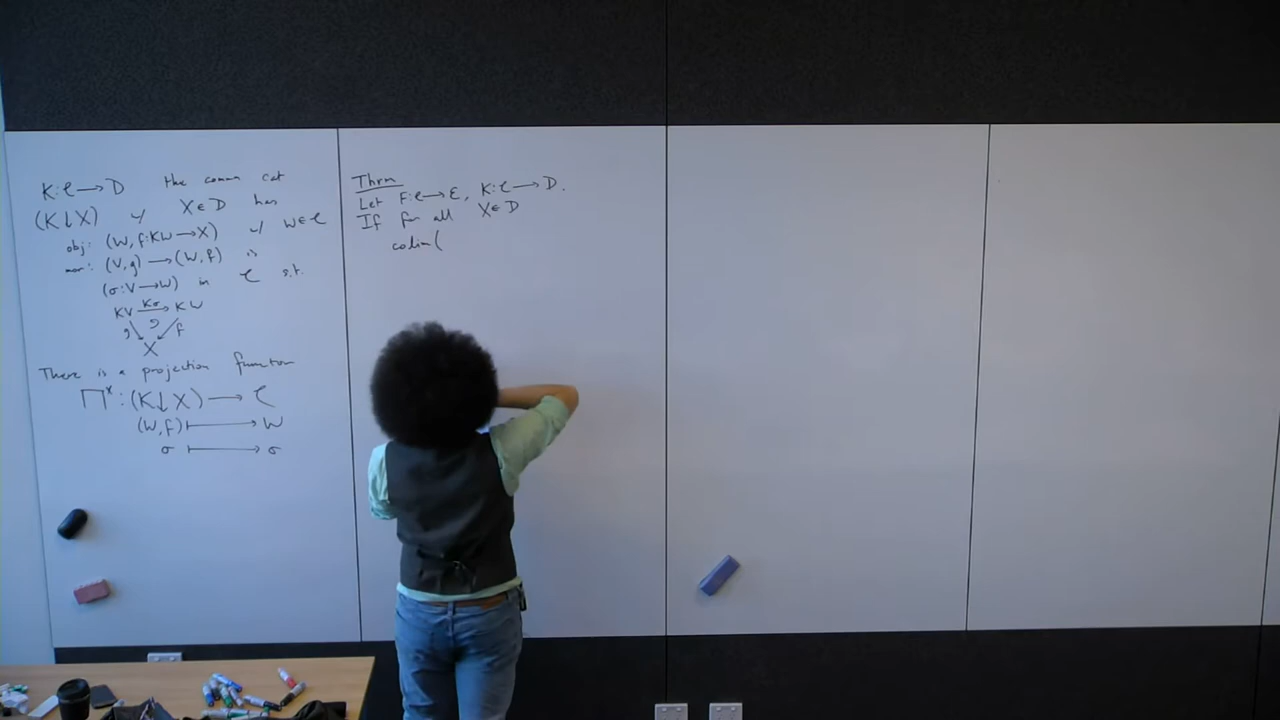 K: C → D the comma cat
(K↓X) w/ X∈D has
obj: (W, f: KW → X) w/ W∈C
mor: (V, g) → (W, f) is
(σ: V → W) in C s.t.
KV —Kσ→ KW
g ↘ ↻ ↙ f
X
There is a projection functor
Π^X: (K↓X) → C
(W, f) ↦ W
σ ↦ σ
Thm
Let F: C → E, K: C → D.
If for all X∈D
colim(